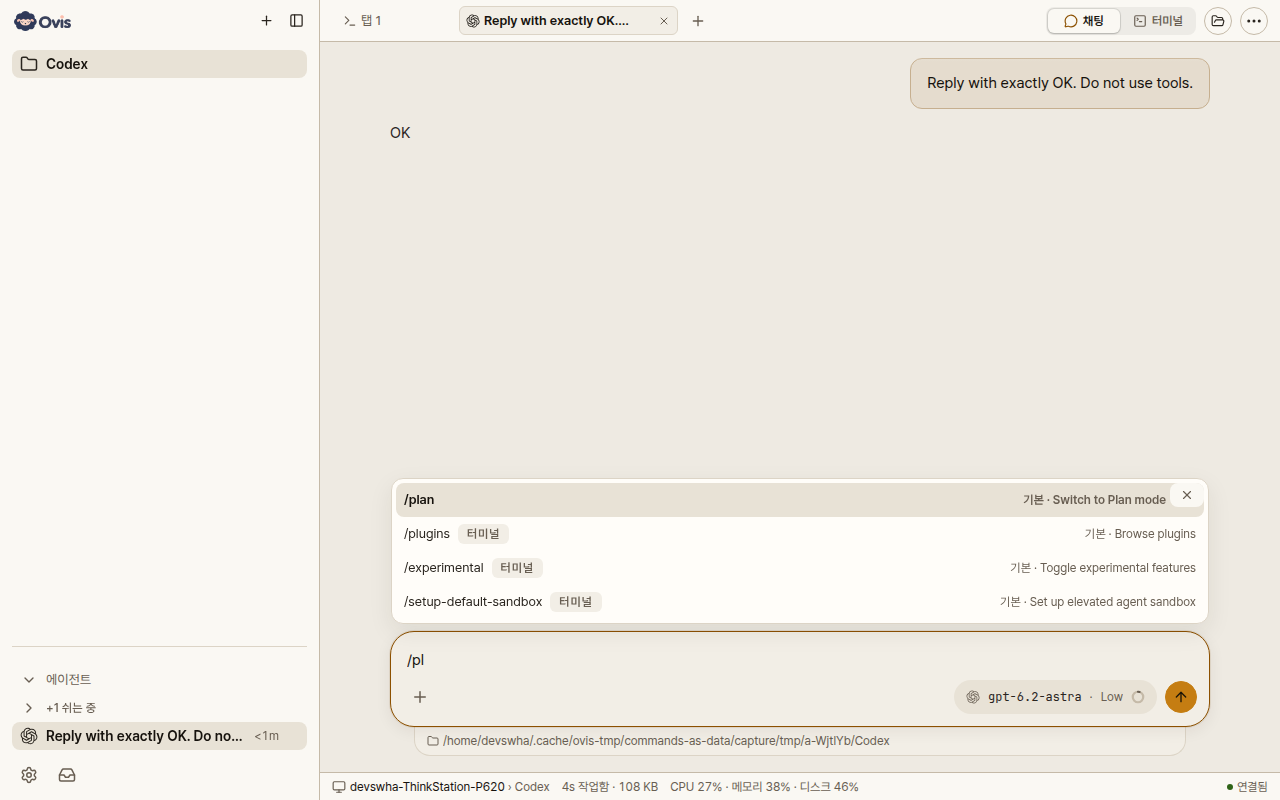 Ovis
Codex
탭 1
Reply with exactly OK....
채팅
터미널
Reply with exactly OK. Do not use tools.
OK
/plan 기본 · Switch to Plan mode
/plugins 터미널 기본 · Browse plugins
/experimental 터미널 기본 · Toggle experimental features
/setup-default-sandbox 터미널 기본 · Set up elevated agent sandbox
/pl
gpt-6.2-astra · Low
/home/devswha/.cache/ovis-tmp/commands-as-data/capture/tmp/a-WjtlYb/Codex
에이전트
+1 쉬는 중
Reply with exactly OK. Do no... <1m
devswha-ThinkStation-P620 › Codex 4s 작업함 · 108 KB CPU 27% · 메모리 38% · 디스크 46% 연결됨